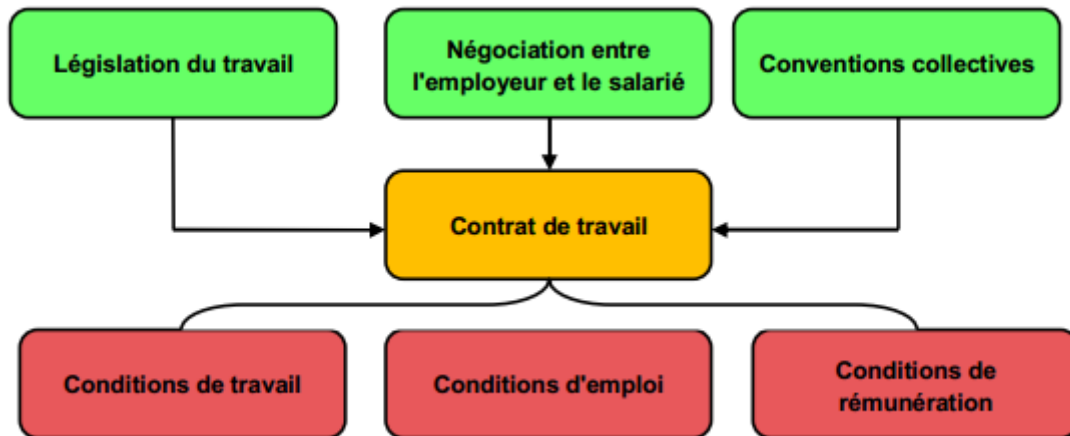 Législation du travail
Négociation entre
l'employeur et le salarié
Conventions collectives
Contrat de travail
Conditions de travail
Conditions d'emploi
Conditions de
rémunération